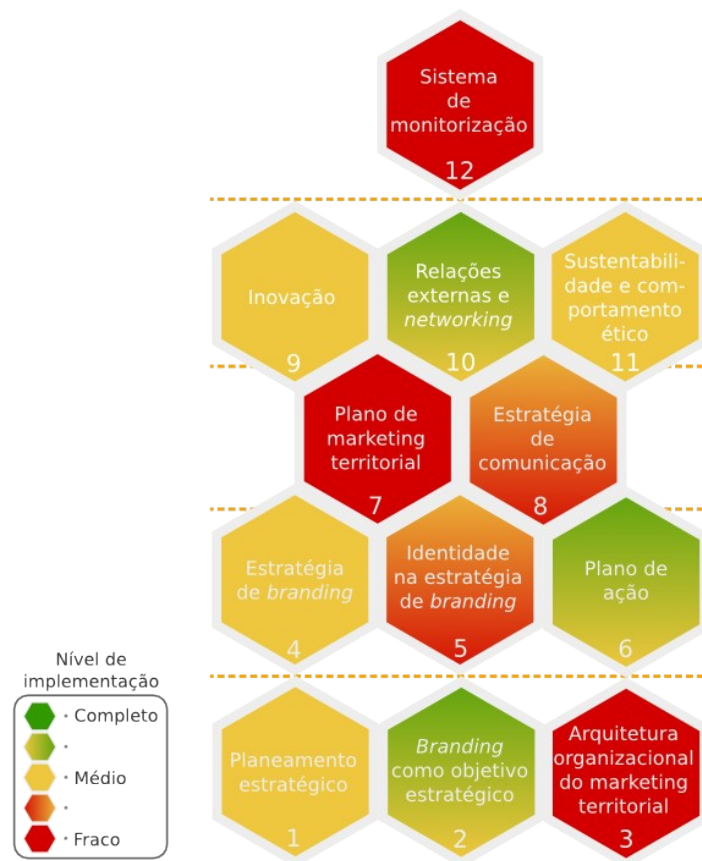 Sistema
de
monitorização
12
Inovação
9
Relações
externas e
networking
10
Sustentabili-
dade e com-
portamento
ético
11
Plano de
marketing
territorial
7
Estratégia
de
comunicação
8
Estratégia
de branding
4
Identidade
na estratégia
de branding
5
Plano de
ação
6
Planeamento
estratégico
1
Branding
como objetivo
estratégico
2
Arquitetura
organizacional
do marketing
territorial
3
Nível de
implementação
· Completo
·
· Médio
·
· Fraco